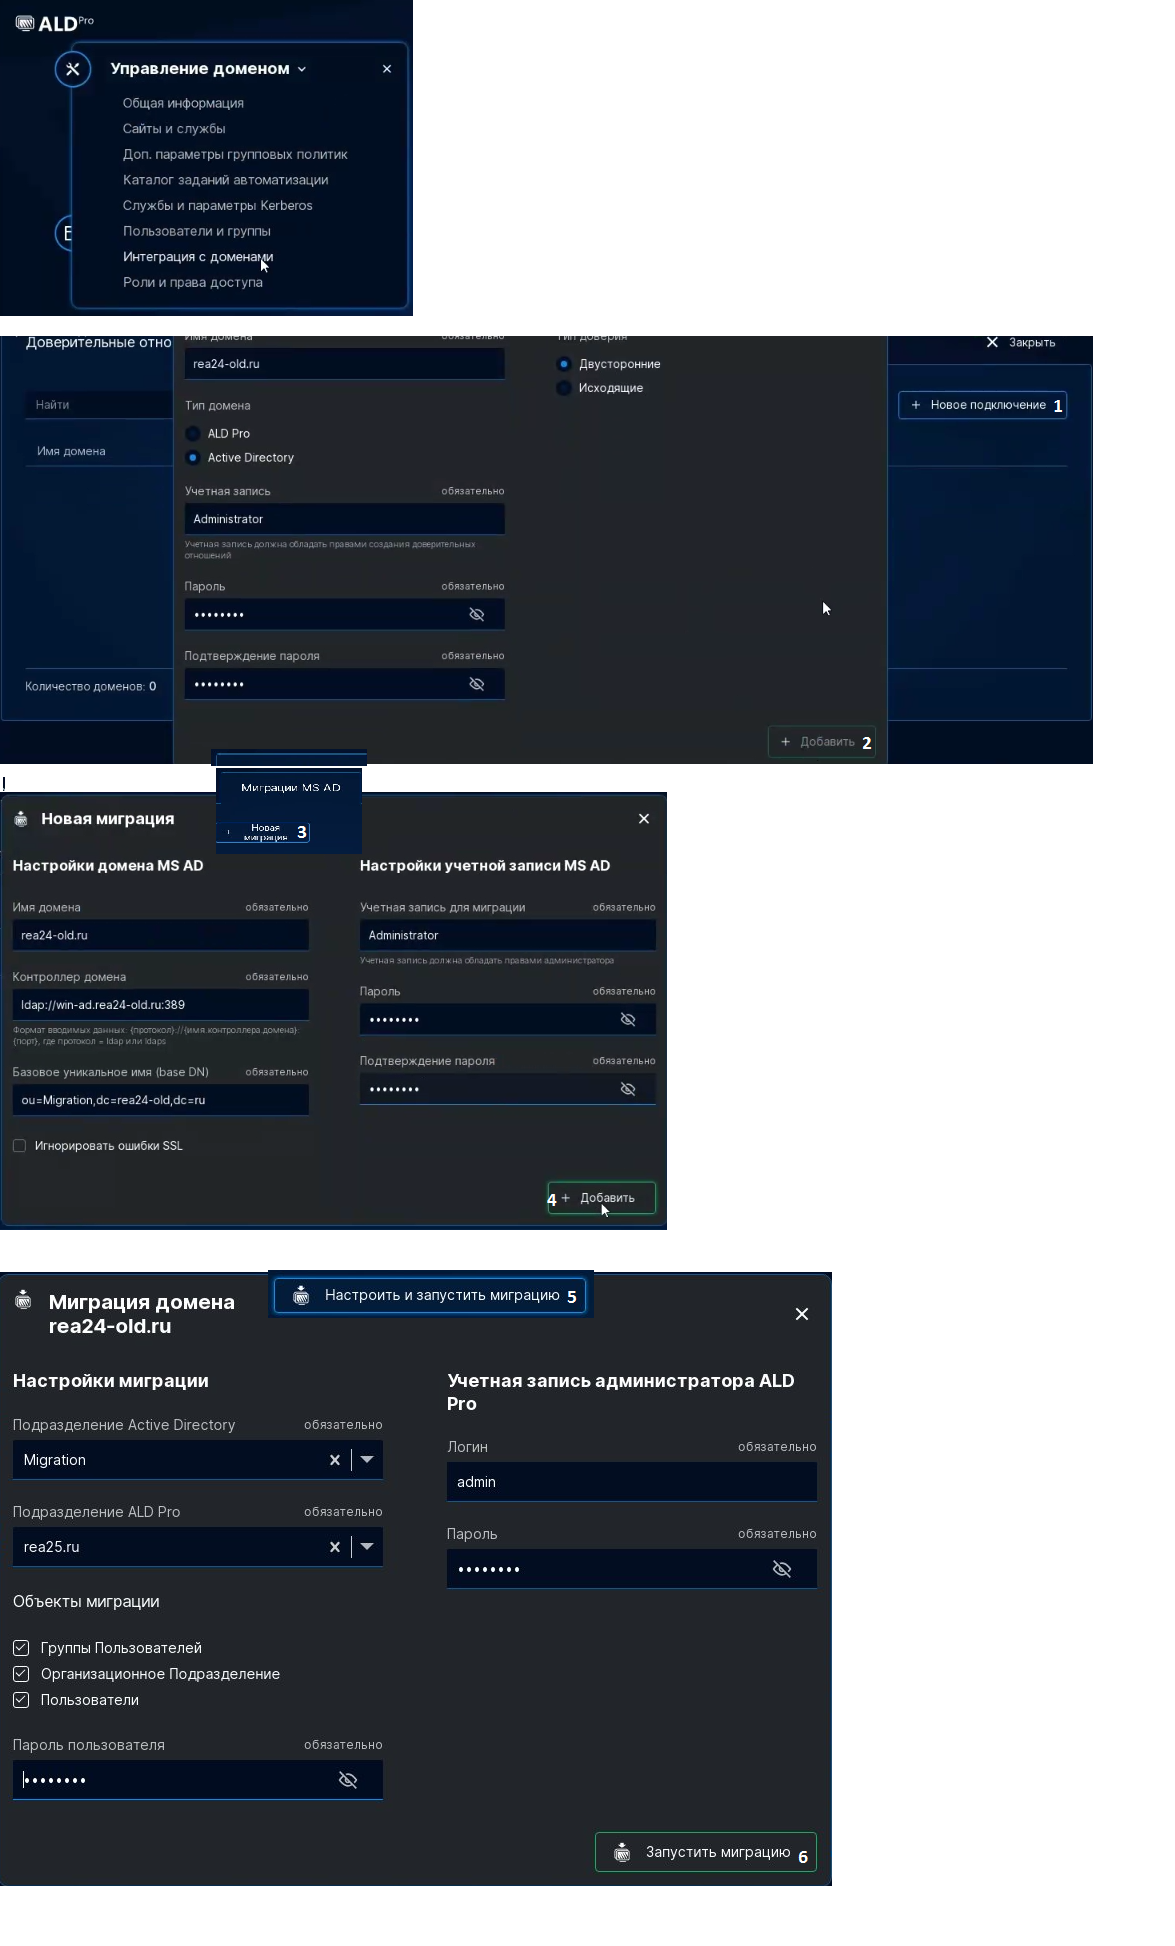 ALD Pro
Управление доменом
Общая информация
Сайты и службы
Доп. параметры групповых политик
Каталог заданий автоматизации
Службы и параметры Kerberos
Пользователи и группы
Интеграция с доменами
Роли и права доступа
Доверительные отно
Имя домена обязательно
Тип доверия
Закрыть
rea24-old.ru
Двусторонние
Исходящие
Найти
Новое подключение 1
Тип домена
ALD Pro
Имя домена
Active Directory
Учетная запись обязательно
Administrator
Учетная запись должна обладать правами создания доверительных
отношений
Пароль обязательно
••••••••
Подтверждение пароля обязательно
••••••••
Количество доменов: 0
+ Добавить 2
Миграции MS AD
Новая
миграция 3
Новая миграция
Настройки домена MS AD
Настройки учетной записи MS AD
Имя домена обязательно
Учетная запись для миграции обязательно
rea24-old.ru
Administrator
Учетная запись должна обладать правами администратора
Контроллер домена обязательно
Пароль обязательно
ldap://win-ad.rea24-old.ru:389
••••••••
Формат вводимых данных: {протокол}://{имя.контроллера.домена}:
{порт}, где протокол = ldap или ldaps
Подтверждение пароля обязательно
Базовое уникальное имя (base DN) обязательно
••••••••
ou=Migration,dc=rea24-old,dc=ru
Игнорировать ошибки SSL
4 + Добавить
Настроить и запустить миграцию 5
Миграция домена
rea24-old.ru
Настройки миграции
Учетная запись администратора ALD
Pro
Подразделение Active Directory обязательно
Логин обязательно
Migration
admin
Подразделение ALD Pro обязательно
Пароль обязательно
rea25.ru
••••••••
Объекты миграции
Группы Пользователей
Организационное Подразделение
Пользователи
Пароль пользователя обязательно
••••••••
Запустить миграцию 6